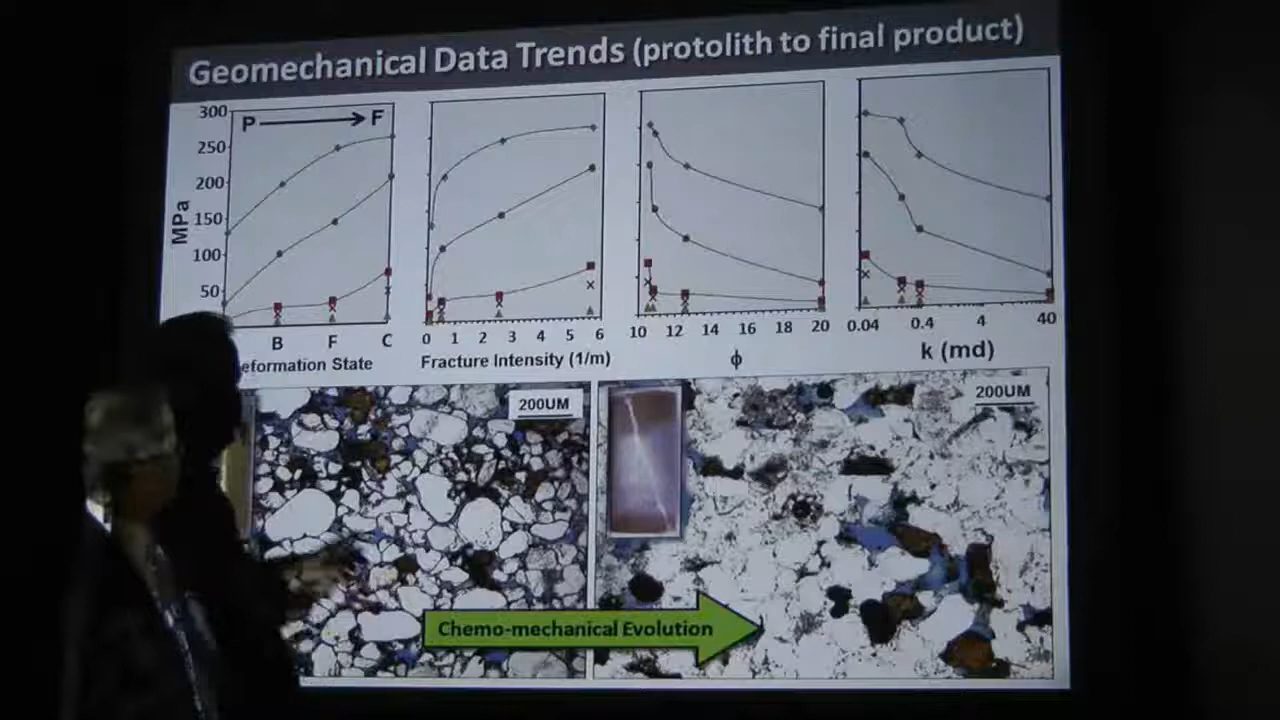 Geomechanical Data Trends (protolith to final product)
300
250
200
150
100
50
MPa
P F
B F C
eformation State
0 1 2 3 4 5 6
Fracture Intensity (1/m)
10 12 14 16 18 20
ϕ
0.04 0.4 4 40
k (md)
200UM
200UM
Chemo-mechanical Evolution